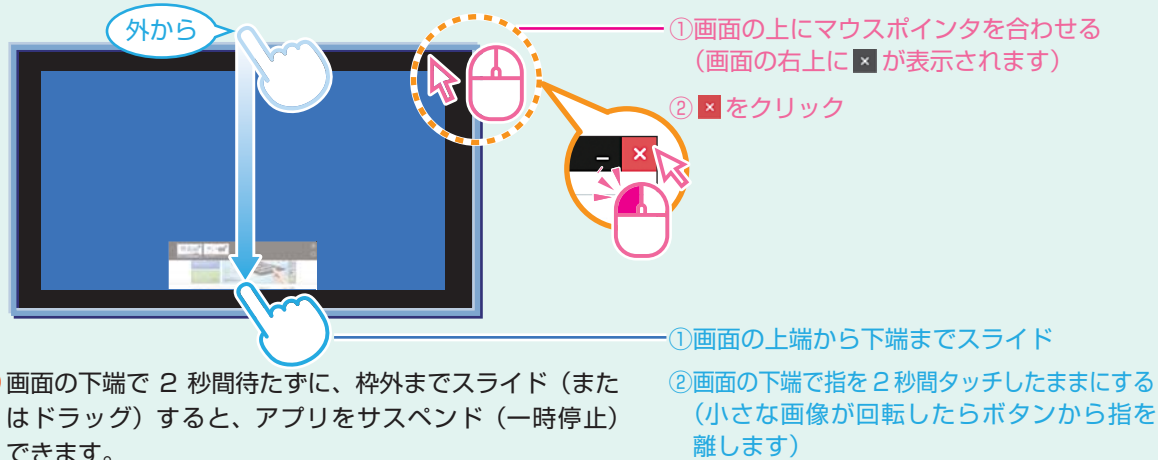 外から
①画面の上にマウスポインタを合わせる
（画面の右上に × が表示されます）
② × をクリック
①画面の上端から下端までスライド
②画面の下端で指を2秒間タッチしたままにする
（小さな画像が回転したらボタンから指を
離します）
画面の下端で 2 秒間待たずに、枠外までスライド（また
はドラッグ）すると、アプリをサスペンド（一時停止）
できます。